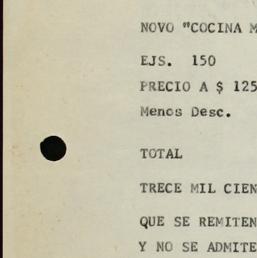 NOVO "COCINA M
EJS. 150
PRECIO A $ 125
Menos Desc.
TOTAL
TRECE MIL CIEN
QUE SE REMITEN
Y NO SE ADMITE